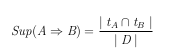 Sup(A ⇒ B) = | t_A ∩ t_B | / | D |